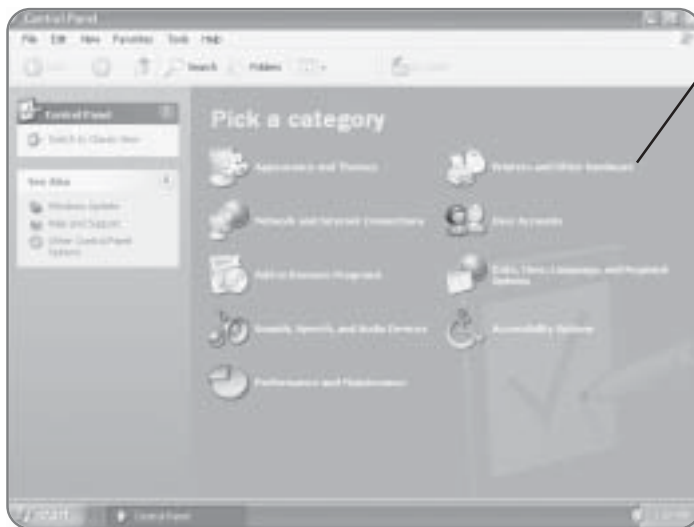 Control Panel
File Edit View Favorites Tools Help
Search Folders
Control Panel
Switch to Classic View
See Also
Windows Update
Help and Support
Other Control Panel
Options
Pick a category
Appearance and Themes
Printers and Other Hardware
Network and Internet Connections
User Accounts
Add or Remove Programs
Date, Time, Language, and Regional
Options
Sounds, Speech, and Audio Devices
Accessibility Options
Performance and Maintenance
start
Control Panel